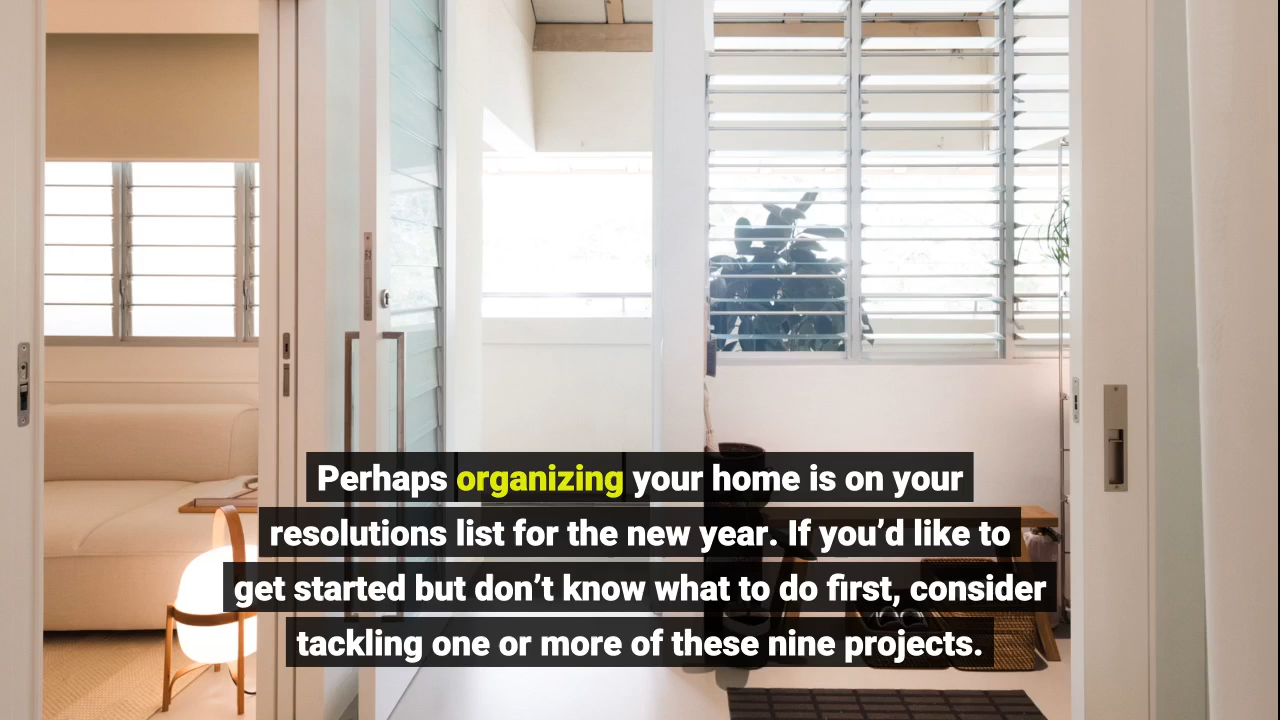 Perhaps organizing your home is on your
resolutions list for the new year. If you’d like to
get started but don’t know what to do first, consider
tackling one or more of these nine projects.